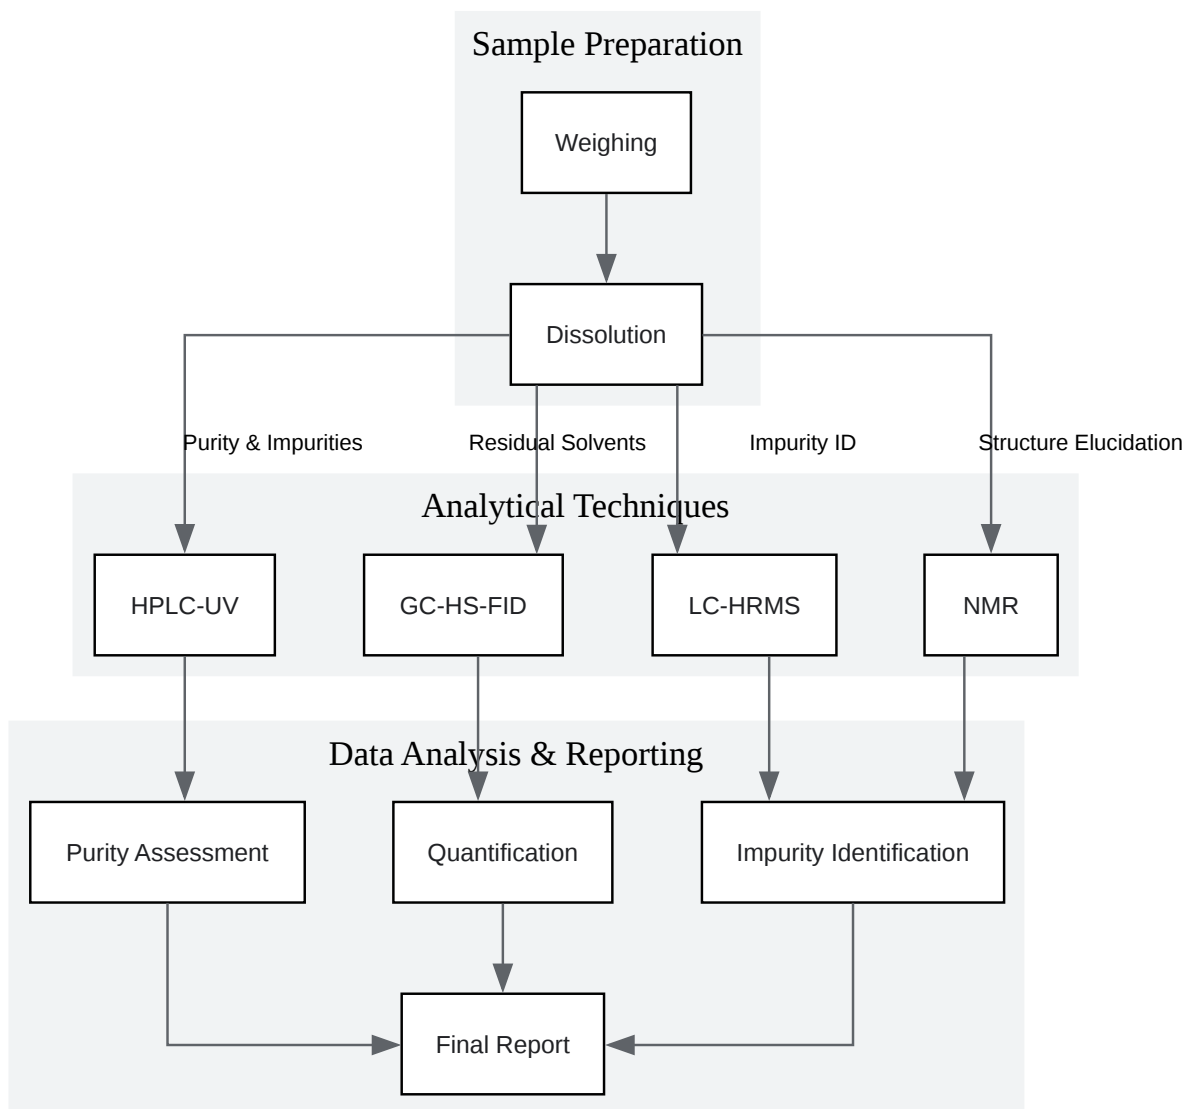 Sample Preparation
Weighing
Dissolution
Purity & Impurities
Residual Solvents
Impurity ID
Structure Elucidation
Analytical Techniques
HPLC-UV
GC-HS-FID
LC-HRMS
NMR
Data Analysis & Reporting
Purity Assessment
Quantification
Impurity Identification
Final Report